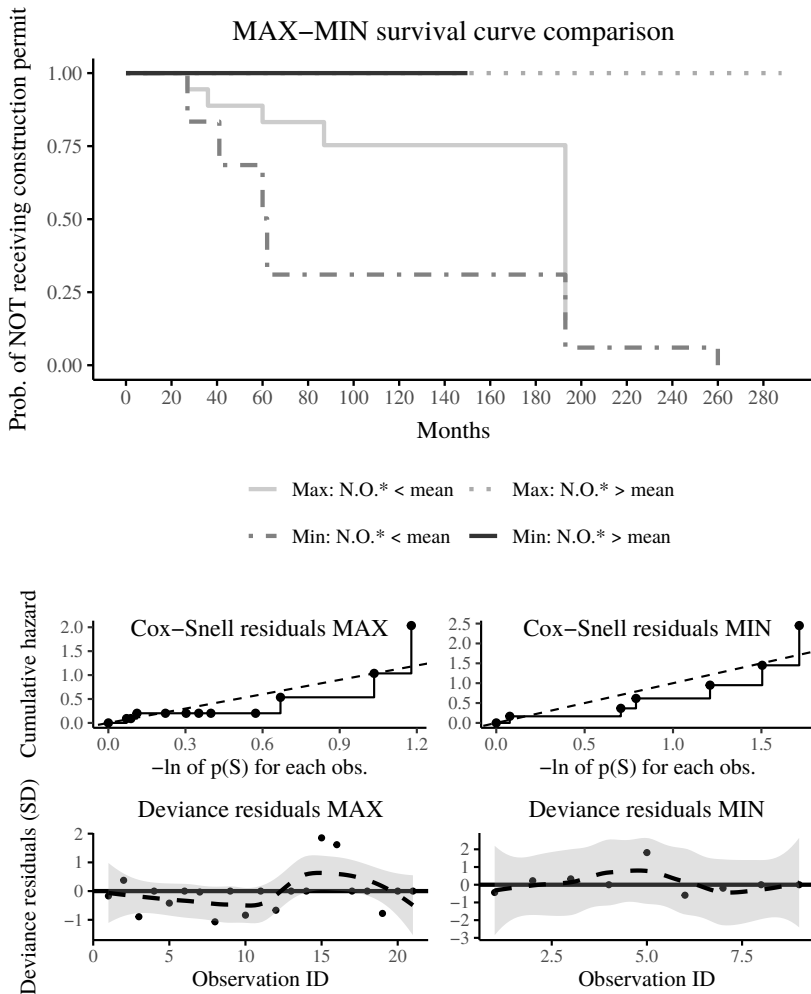 MAX−MIN survival curve comparison
Prob. of NOT receiving construction permit
1.00
0.75
0.50
0.25
0.00
0 20 40 60 80 100 120 140 160 180 200 220 240 260 280
Months
Max: N.O.* < mean Max: N.O.* > mean
Min: N.O.* < mean Min: N.O.* > mean
Cumulative hazard
Cox−Snell residuals MAX
2.0
1.5
1.0
0.5
0.0
0.0 0.3 0.6 0.9 1.2
−ln of p(S) for each obs.
Cox−Snell residuals MIN
2.5
2.0
1.5
1.0
0.5
0.0
0.0 0.5 1.0 1.5
−ln of p(S) for each obs.
Deviance residuals (SD)
Deviance residuals MAX
2
1
0
−1
0 5 10 15 20
Observation ID
Deviance residuals MIN
2
1
0
−1
−2
−3
2.5 5.0 7.5
Observation ID